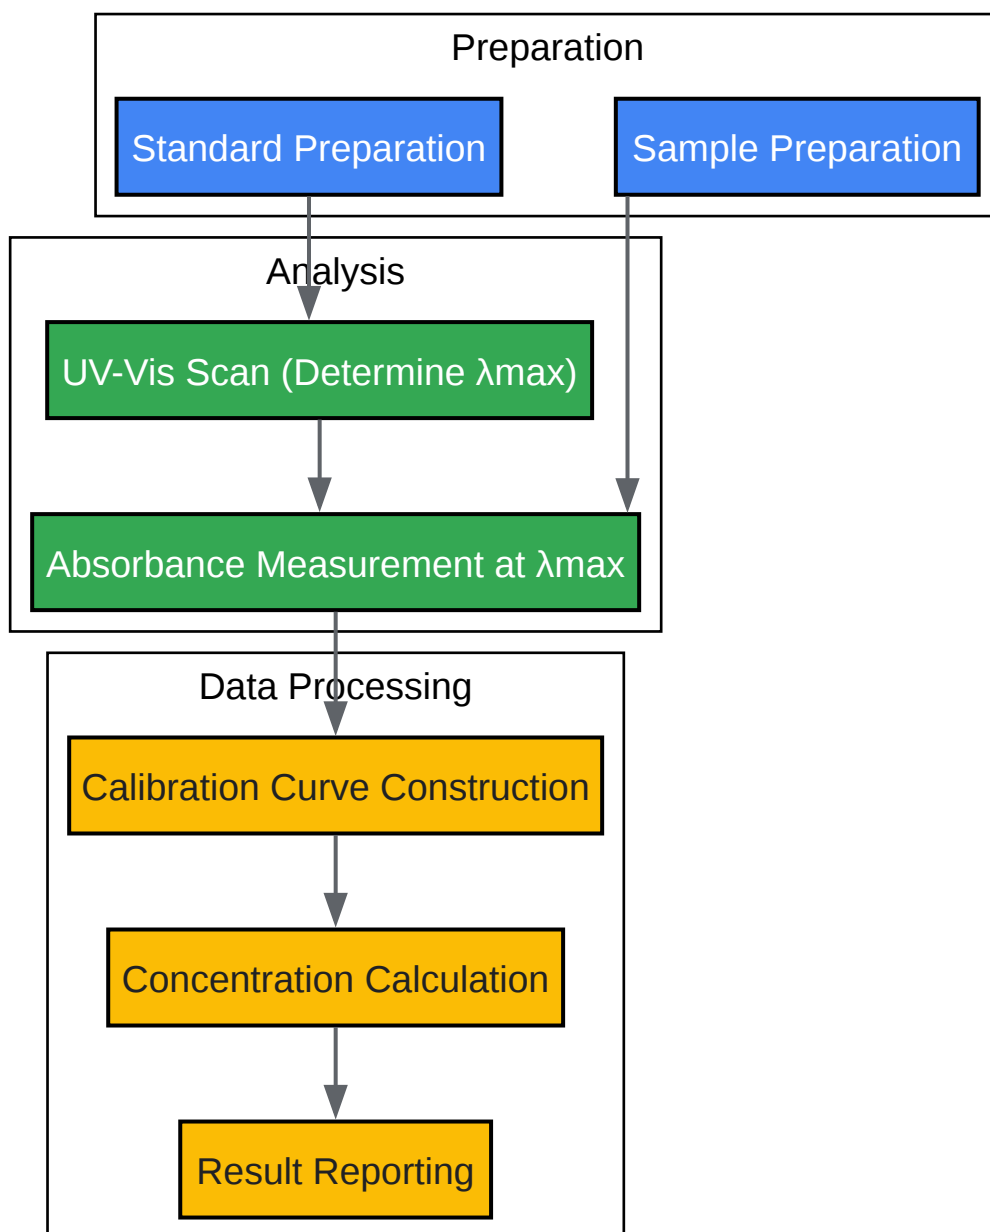 Preparation
Standard Preparation
Sample Preparation
Analysis
UV-Vis Scan (Determine λmax)
Absorbance Measurement at λmax
Data Processing
Calibration Curve Construction
Concentration Calculation
Result Reporting